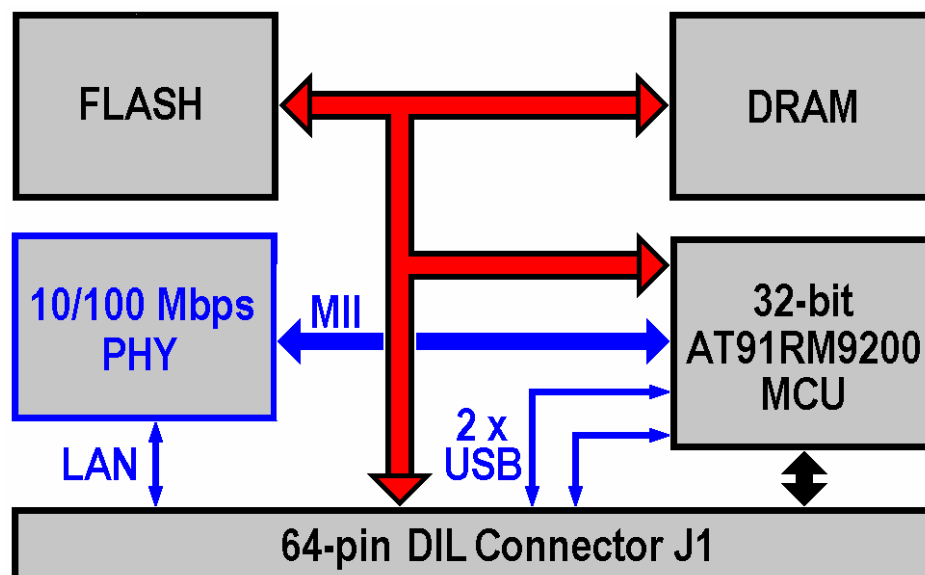 FLASH
DRAM
10/100 Mbps
PHY
MII
32-bit
AT91RM9200
MCU
LAN
2 x
USB
64-pin DIL Connector J1